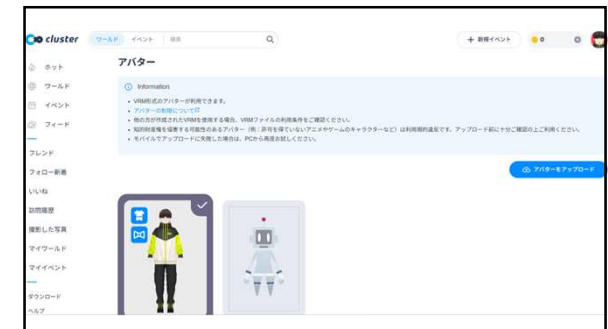 cluster
ワールド イベント 検索
+ 新規イベント
0
ホット
ワールド
イベント
フィード
フレンド
フォロー新着
いいね
訪問履歴
撮影した写真
マイワールド
マイイベント
ダウンロード
ヘルプ
アバター
Information
• VRM形式のアバターが利用できます。
• アバターの制限について
• 他の方が作成されたVRMを使用する場合、VRMファイルの利用条件をご確認ください。
• 知的財産権を侵害する可能性のあるアバター（例：許可を得ていないアニメやゲームのキャラクターなど）は利用規約違反です。アップロード前に十分ご確認の上ご利用ください。
• モバイルでアップロードに失敗した場合は、PCから再度お試しください。
アバターをアップロード